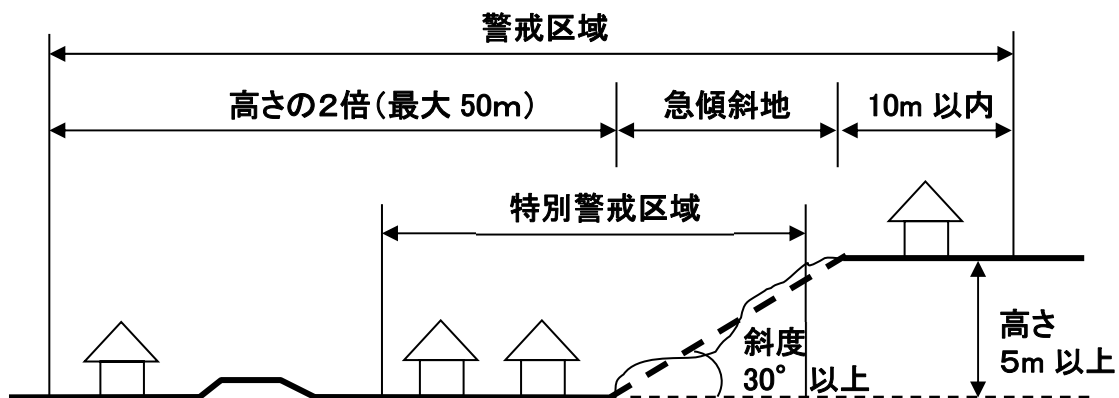 警戒区域
高さの2倍（最大 50m）
急傾斜地
10m 以内
特別警戒区域
斜度
30° 以上
高さ
5m 以上